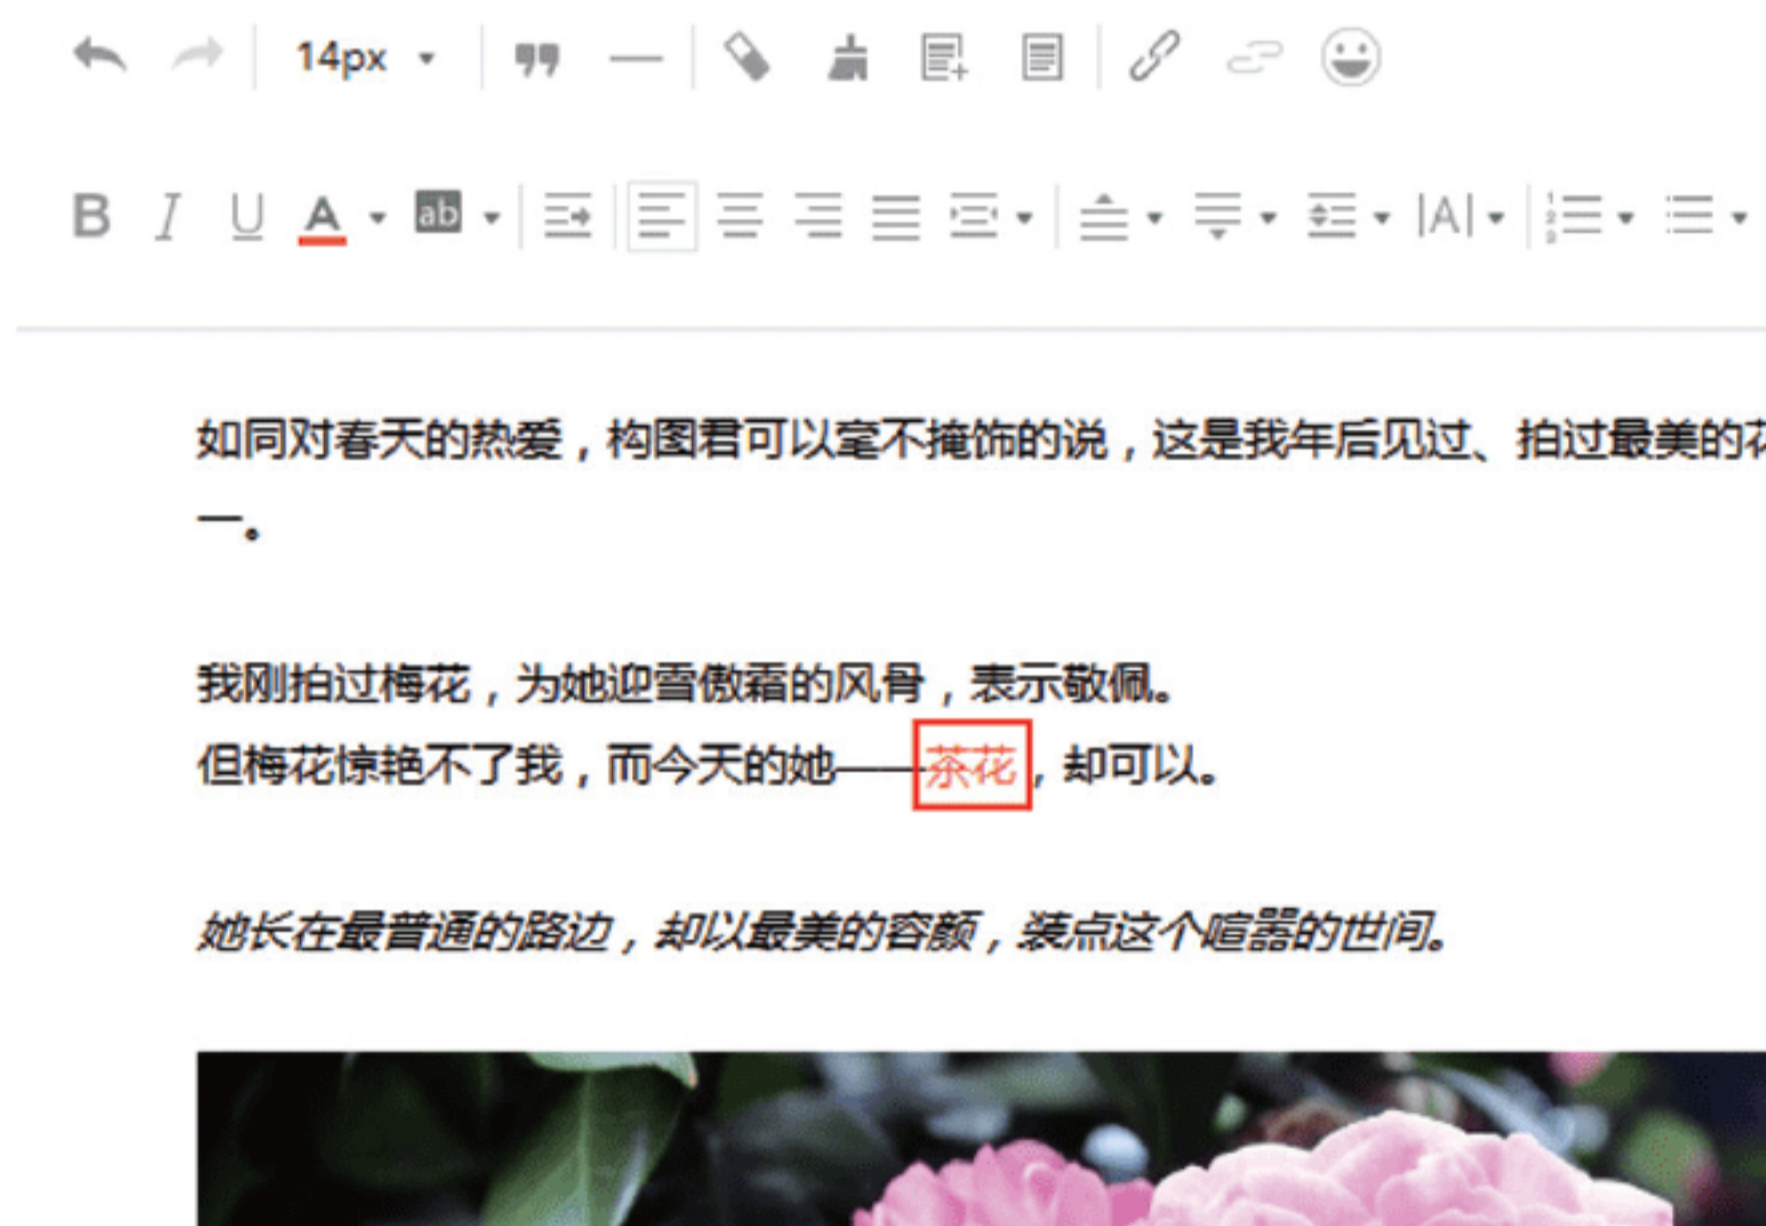 14px
B I U A ab |A|
如同对春天的热爱，构图君可以毫不掩饰的说，这是我年后见过、拍过最美的花
一。
我刚拍过梅花，为她迎雪傲霜的风骨，表示敬佩。
但梅花惊艳不了我，而今天的她——茶花，却可以。
她长在最普通的路边，却以最美的容颜，装点这个喧嚣的世间。